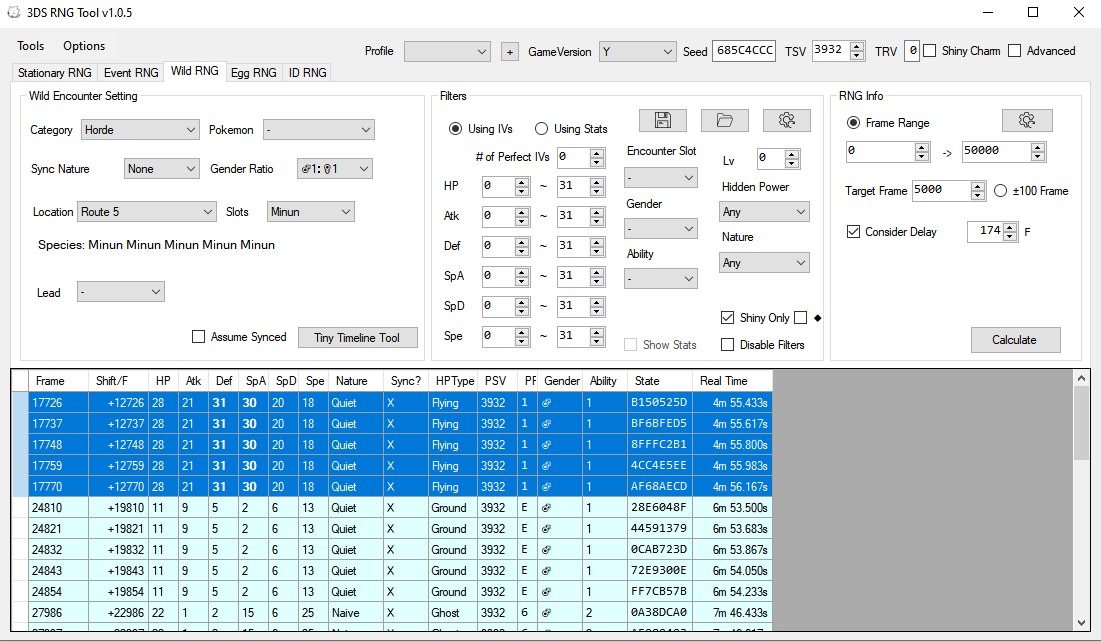 3DS RNG Tool v1.0.5
Tools Options
Profile + GameVersion Y Seed 685C4CCC TSV 3932 TRV 0 Shiny Charm Advanced
Stationary RNG Event RNG Wild RNG Egg RNG ID RNG
Wild Encounter Setting
Category Horde Pokemon -
Sync Nature None Gender Ratio ♂1:♀1
Location Route 5 Slots Minun
Species: Minun Minun Minun Minun Minun
Lead -
Assume Synced Tiny Timeline Tool
Filters
Using IVs Using Stats
# of Perfect IVs 0
HP 0 ~ 31
Atk 0 ~ 31
Def 0 ~ 31
SpA 0 ~ 31
SpD 0 ~ 31
Spe 0 ~ 31
Encounter Slot
-
Gender
-
Ability
-
Show Stats
Lv 0
Hidden Power
Any
Nature
Any
Shiny Only ◆
Disable Filters
RNG Info
Frame Range
0 -> 50000
Target Frame 5000 ±100 Frame
Consider Delay 174 F
Calculate
Frame Shift/F HP Atk Def SpA SpD Spe Nature Sync? HPType PSV Gender Ability State Real Time
17726 +12726 28 21 31 30 20 18 Quiet X Flying 3932 1 ♂ 1 B150525D 4m 55.433s
17737 +12737 28 21 31 30 20 18 Quiet X Flying 3932 1 ♂ 1 BF6BFED5 4m 55.617s
17748 +12748 28 21 31 30 20 18 Quiet X Flying 3932 1 ♂ 1 8FFFC2B1 4m 55.800s
17759 +12759 28 21 31 30 20 18 Quiet X Flying 3932 1 ♂ 1 4CC4E5EE 4m 55.983s
17770 +12770 28 21 31 30 20 18 Quiet X Flying 3932 1 ♂ 1 AF68AECD 4m 56.167s
24810 +19810 11 9 5 2 6 13 Quiet X Ground 3932 E ♂ 1 28E6048F 6m 53.500s
24821 +19821 11 9 5 2 6 13 Quiet X Ground 3932 E ♂ 1 44591379 6m 53.683s
24832 +19832 11 9 5 2 6 13 Quiet X Ground 3932 E ♂ 1 0CAB723D 6m 53.867s
24843 +19843 11 9 5 2 6 13 Quiet X Ground 3932 E ♂ 1 72E9300E 6m 54.050s
24854 +19854 11 9 5 2 6 13 Quiet X Ground 3932 E ♂ 1 FF7CB57B 6m 54.233s
27986 +22986 22 1 2 15 6 25 Naive X Ghost 3932 6 ♂ 2 0A38DCA0 7m 46.433s